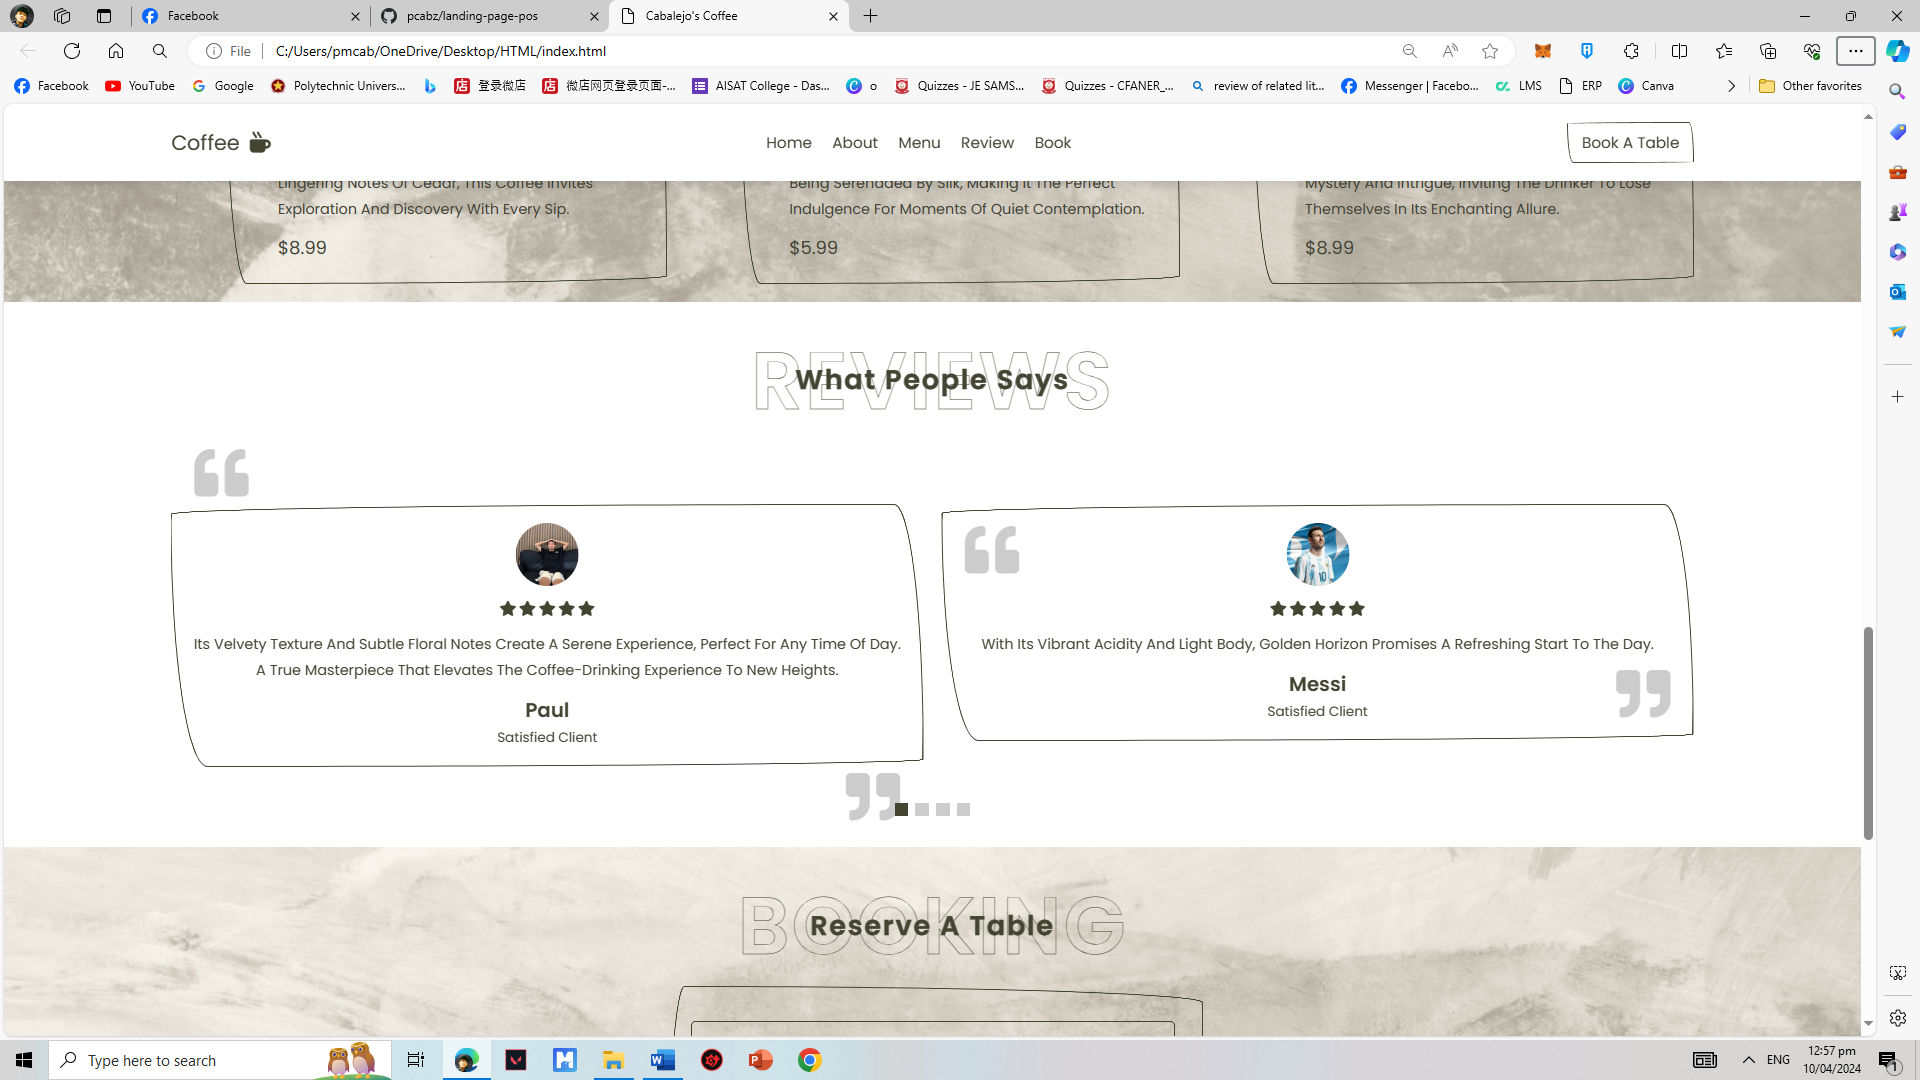 Facebook
pcabz/landing-page-pos
Cabalejo's Coffee
File
C:/Users/pmcab/OneDrive/Desktop/HTML/index.html
Facebook
YouTube
Google
Polytechnic Univers...
登录微店
微店网页登录页面-...
AISAT College - Das...
o
Quizzes - JE SAMS...
Quizzes - CFANER_...
review of related lit...
Messenger | Facebo...
LMS
ERP
Canva
Other favorites
Coffee
Home
About
Menu
Review
Book
Book A Table
Lingering Notes Of Cedar, This Coffee Invites
Exploration And Discovery With Every Sip.
$8.99
Being Serenaded By Silk, Making It The Perfect
Indulgence For Moments Of Quiet Contemplation.
$5.99
Mystery And Intrigue, Inviting The Drinker To Lose
Themselves In Its Enchanting Allure.
$8.99
REVIEWS
What People Says
Its Velvety Texture And Subtle Floral Notes Create A Serene Experience, Perfect For Any Time Of Day.
A True Masterpiece That Elevates The Coffee-Drinking Experience To New Heights.
Paul
Satisfied Client
With Its Vibrant Acidity And Light Body, Golden Horizon Promises A Refreshing Start To The Day.
Messi
Satisfied Client
BOOKING
Reserve A Table
Type here to search
ENG
12:57 pm
10/04/2024
1